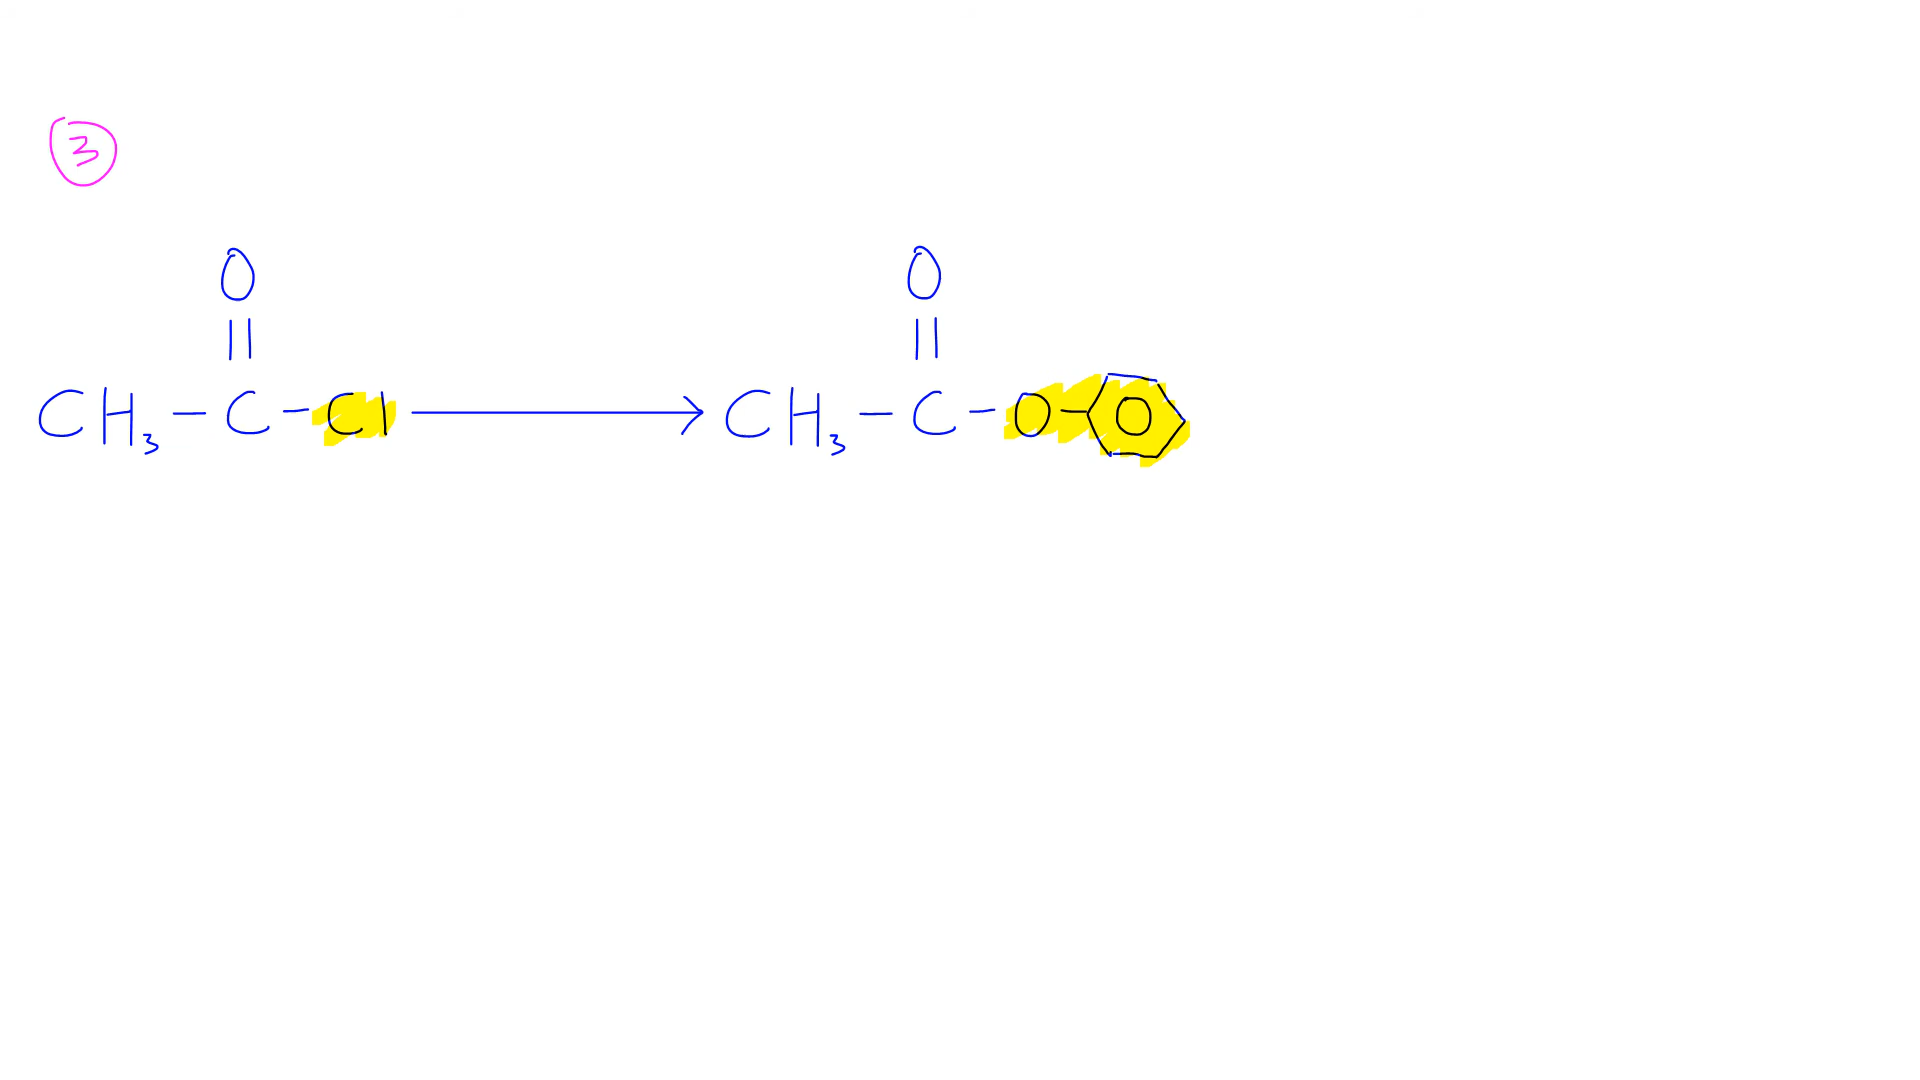 3
O O
|| ||
CH₃ – C – Cl ⟶ CH₃ – C – O –